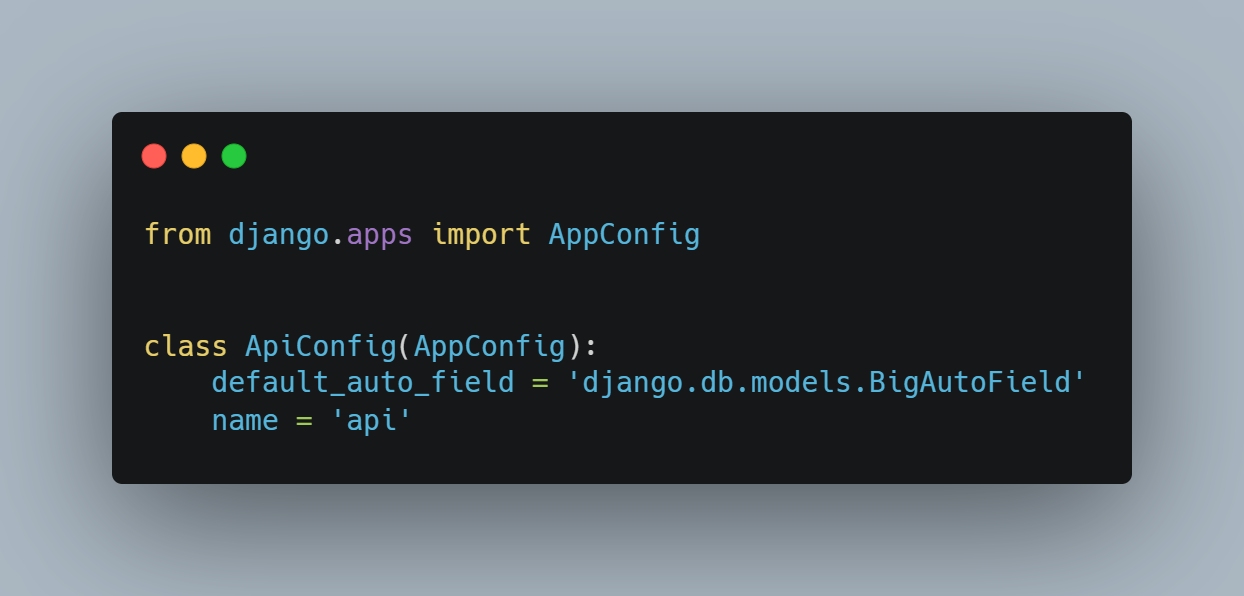 from django.apps import AppConfig
class ApiConfig(AppConfig):
    default_auto_field = 'django.db.models.BigAutoField'
    name = 'api'